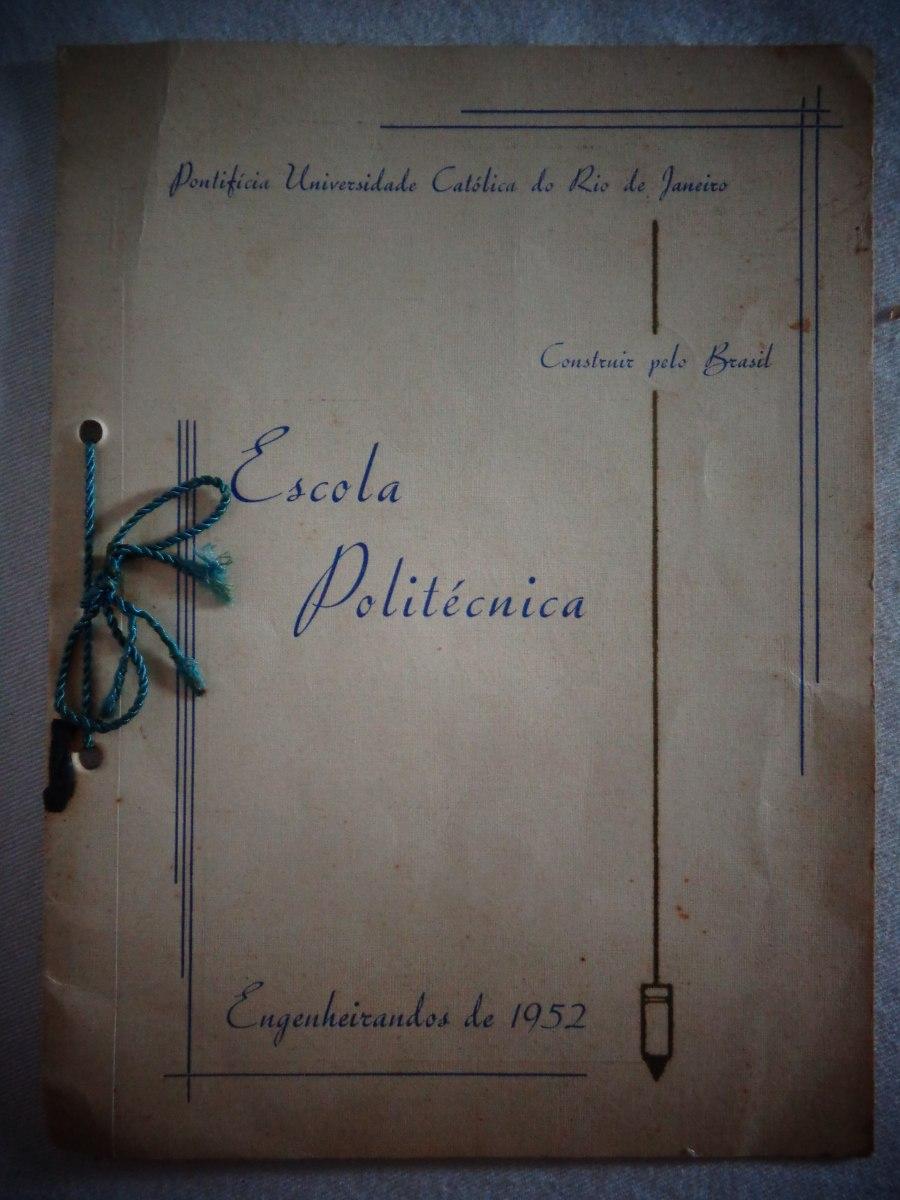 Pontifícia Universidade Católica do Rio de Janeiro
Construir pelo Brasil
Escola
Politécnica
Engenheirandos de 1952